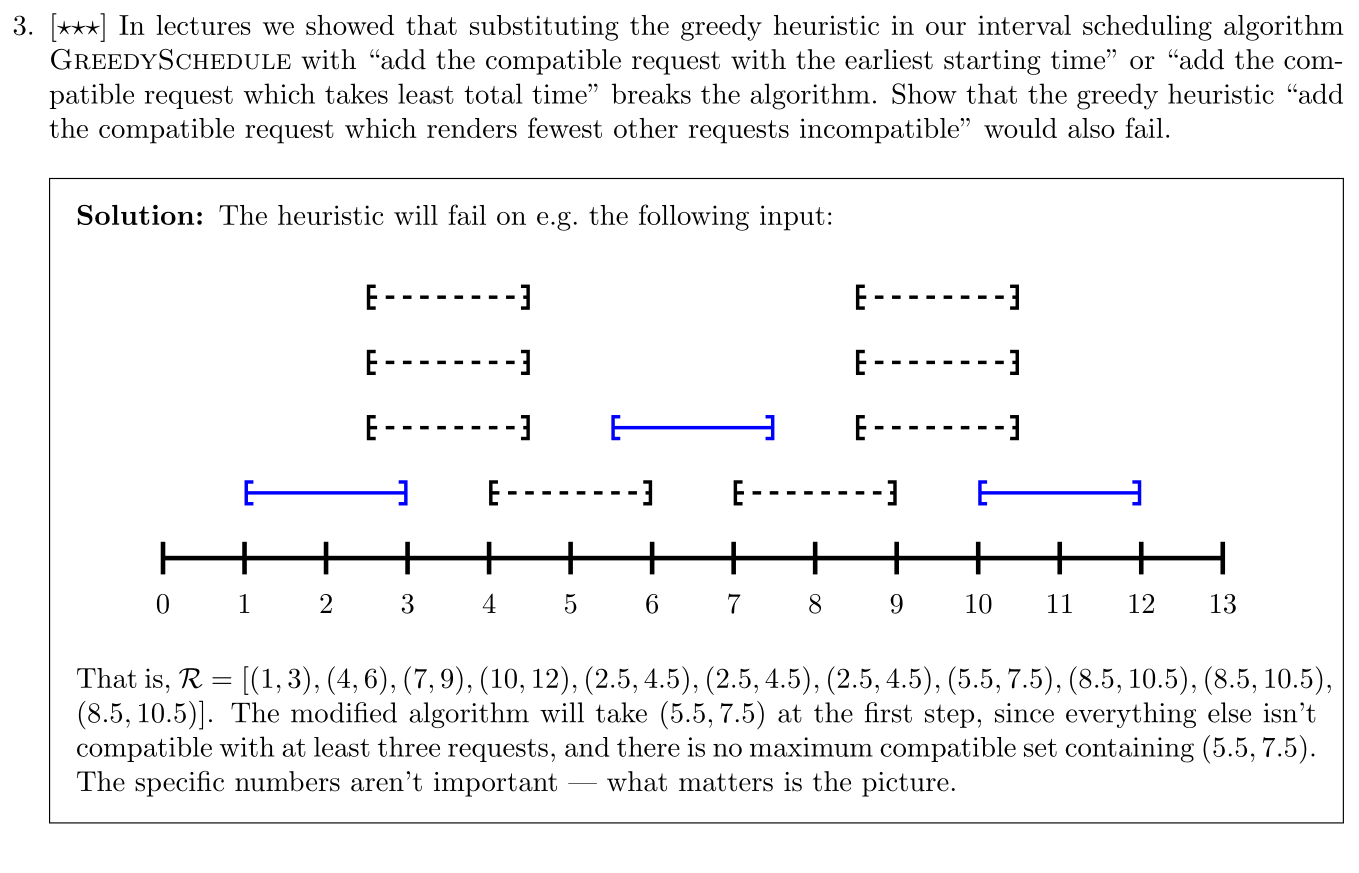 3. [⋆⋆⋆] In lectures we showed that substituting the greedy heuristic in our interval scheduling algorithm
GREEDYSCHEDULE with “add the compatible request with the earliest starting time” or “add the com-
patible request which takes least total time” breaks the algorithm. Show that the greedy heuristic “add
the compatible request which renders fewest other requests incompatible” would also fail.
Solution: The heuristic will fail on e.g. the following input:
0 1 2 3 4 5 6 7 8 9 10 11 12 13
That is, ℛ = [(1, 3), (4, 6), (7, 9), (10, 12), (2.5, 4.5), (2.5, 4.5), (2.5, 4.5), (5.5, 7.5), (8.5, 10.5), (8.5, 10.5),
(8.5, 10.5)]. The modified algorithm will take (5.5, 7.5) at the first step, since everything else isn’t
compatible with at least three requests, and there is no maximum compatible set containing (5.5, 7.5).
The specific numbers aren’t important — what matters is the picture.